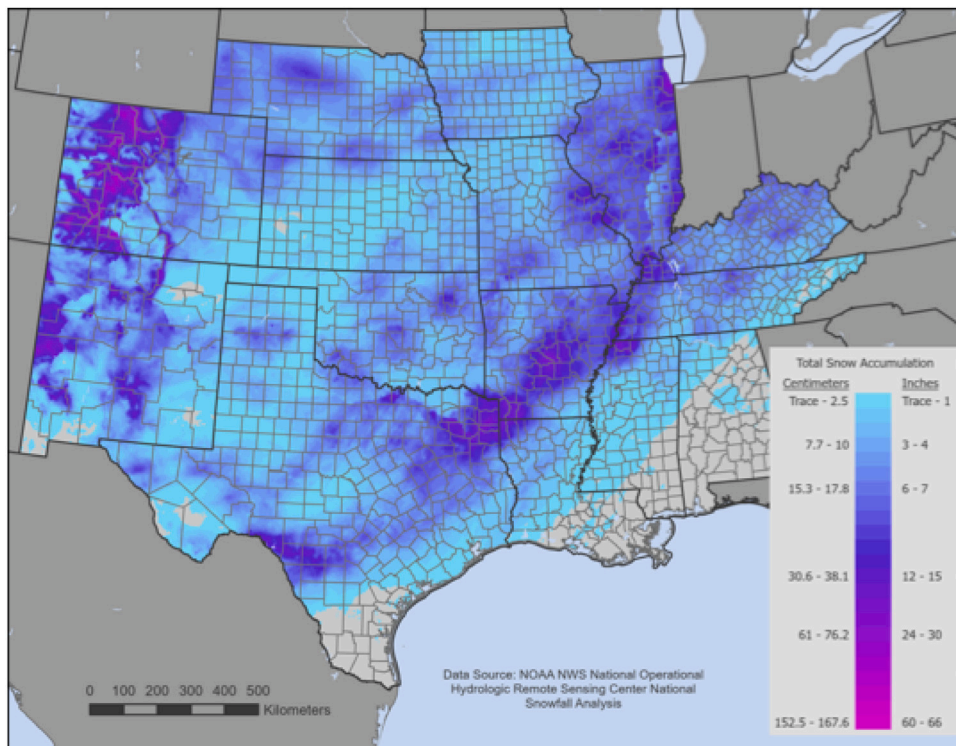 Total Snow Accumulation
Centimeters Inches
Trace - 2.5 Trace - 1
7.7 - 10 3 - 4
15.3 - 17.8 6 - 7
30.6 - 38.1 12 - 15
61 - 76.2 24 - 30
152.5 - 167.6 60 - 66
Data Source: NOAA NWS National Operational
Hydrologic Remote Sensing Center National
Snowfall Analysis
0 100 200 300 400 500
Kilometers